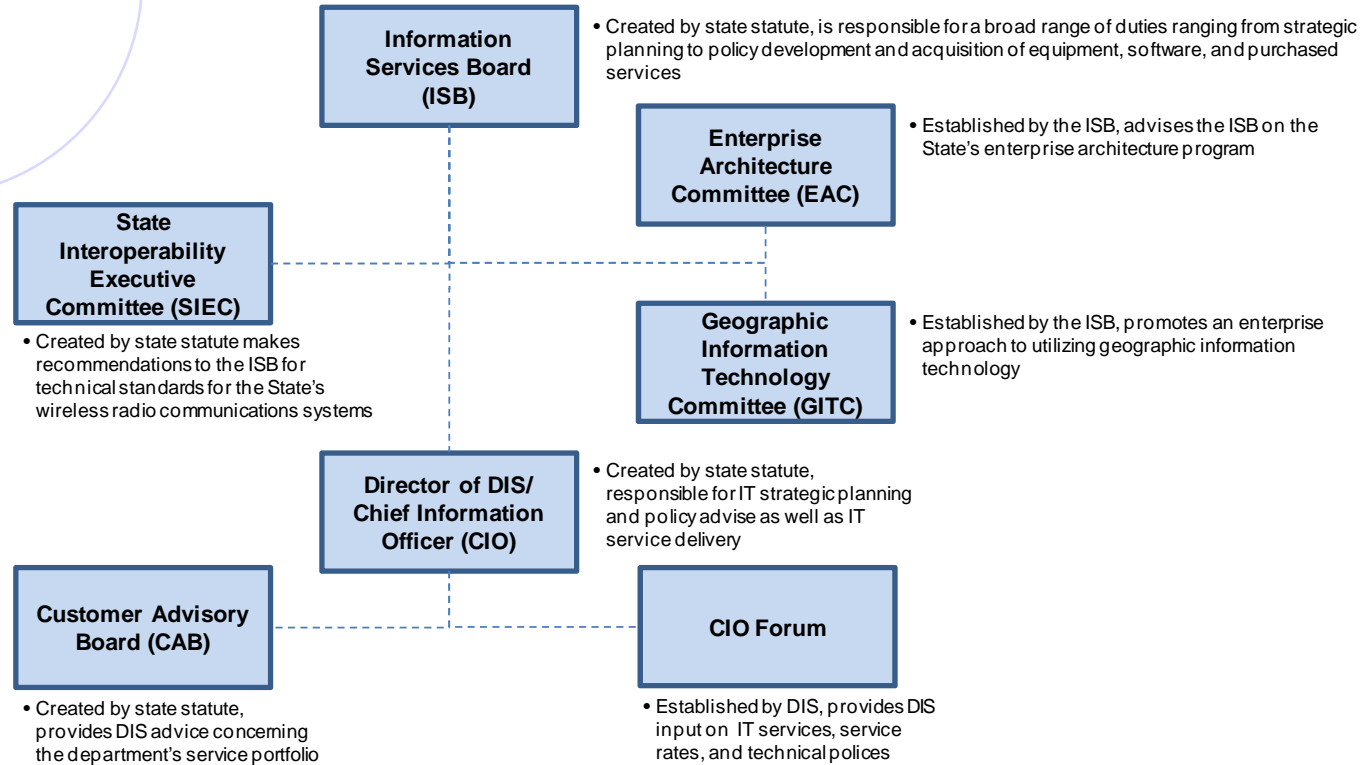 Information
Services Board
(ISB)
• Created by state statute, is responsible for a broad range of duties ranging from strategic
planning to policy development and acquisition of equipment, software, and purchased
services
Enterprise
Architecture
Committee (EAC)
• Established by the ISB, advises the ISB on the
State's enterprise architecture program
State
Interoperability
Executive
Committee (SIEC)
• Created by state statute makes
recommendations to the ISB for
technical standards for the State's
wireless radio communications systems
Geographic
Information
Technology
Committee (GITC)
• Established by the ISB, promotes an enterprise
approach to utilizing geographic information
technology
Director of DIS/
Chief Information
Officer (CIO)
• Created by state statute,
responsible for IT strategic planning
and policy advise as well as IT
service delivery
Customer Advisory
Board (CAB)
• Created by state statute,
provides DIS advice concerning
the department's service portfolio
CIO Forum
• Established by DIS, provides DIS
input on IT services, service
rates, and technical polices